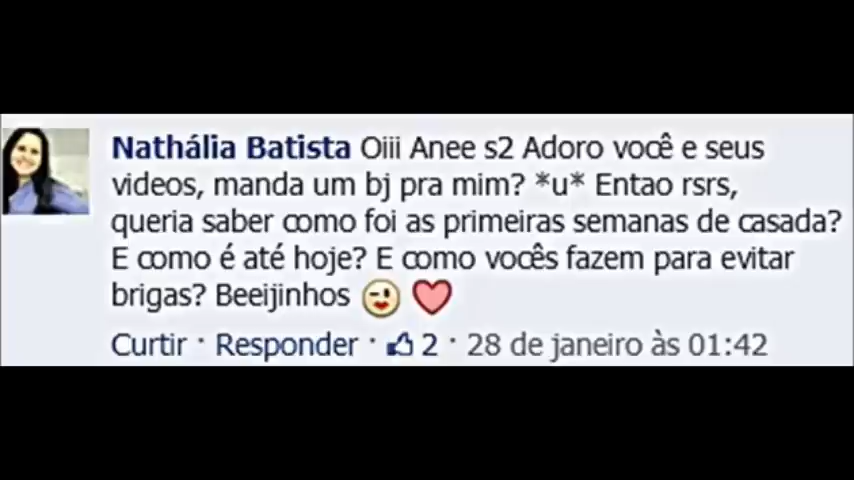 Nathália Batista Oiii Anee s2 Adoro você e seus
videos, manda um bj pra mim? *u* Entao rsrs,
queria saber como foi as primeiras semanas de casada?
E como é até hoje? E como vocês fazem para evitar
brigas? Beeijinhos
Curtir · Responder · 2 · 28 de janeiro às 01:42